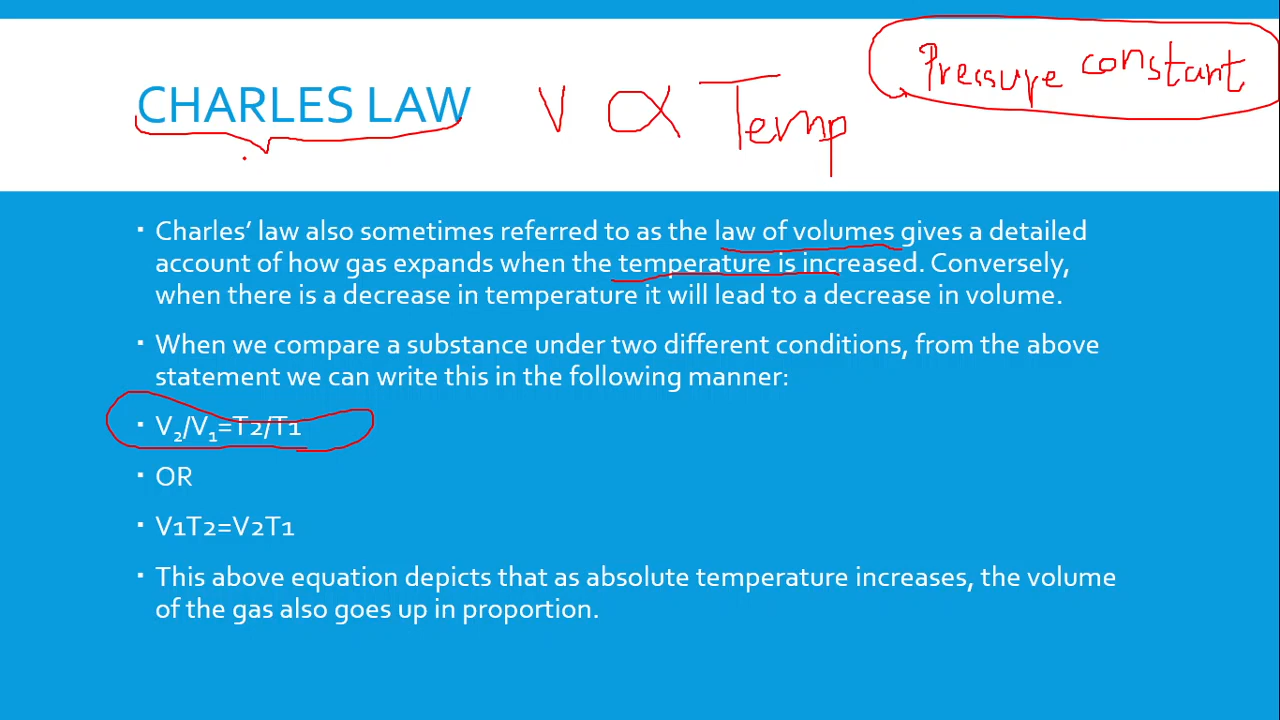 CHARLES LAW V ∝ Temp Pressure constant
▪ Charles’ law also sometimes referred to as the law of volumes gives a detailed
account of how gas expands when the temperature is increased. Conversely,
when there is a decrease in temperature it will lead to a decrease in volume.
▪ When we compare a substance under two different conditions, from the above
statement we can write this in the following manner:
▪ V₂/V₁=T2/T1
▪ OR
▪ V1T2=V2T1
▪ This above equation depicts that as absolute temperature increases, the volume
of the gas also goes up in proportion.